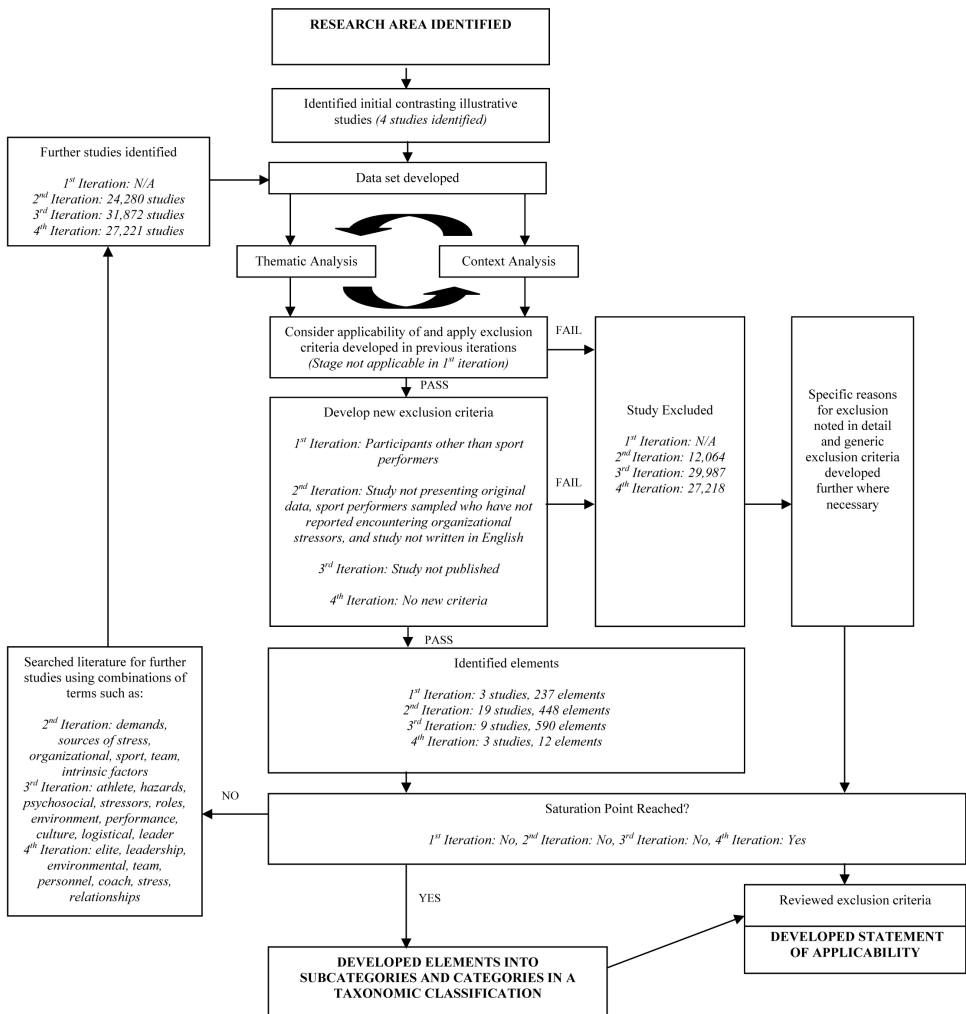 RESEARCH AREA IDENTIFIED
Identified initial contrasting illustrative
studies (4 studies identified)
Further studies identified
1st Iteration: N/A
2nd Iteration: 24,280 studies
3rd Iteration: 31,872 studies
4th Iteration: 27,221 studies
Data set developed
Thematic Analysis
Context Analysis
Consider applicability of and apply exclusion
criteria developed in previous iterations
(Stage not applicable in 1st iteration)
FAIL
PASS
Develop new exclusion criteria
1st Iteration: Participants other than sport
performers
2nd Iteration: Study not presenting original
data, sport performers sampled who have not
reported encountering organizational
stressors, and study not written in English
3rd Iteration: Study not published
4th Iteration: No new criteria
FAIL
Study Excluded
1st Iteration: N/A
2nd Iteration: 12,064
3rd Iteration: 29,987
4th Iteration: 27,218
Specific reasons
for exclusion
noted in detail
and generic
exclusion criteria
developed
further where
necessary
PASS
Identified elements
1st Iteration: 3 studies, 237 elements
2nd Iteration: 19 studies, 448 elements
3rd Iteration: 9 studies, 590 elements
4th Iteration: 3 studies, 12 elements
Searched literature for further
studies using combinations of
terms such as:
2nd Iteration: demands,
sources of stress,
organizational, sport, team,
intrinsic factors
3rd Iteration: athlete, hazards,
psychosocial, stressors, roles,
environment, performance,
culture, logistical, leader
4th Iteration: elite, leadership,
environmental, team,
personnel, coach, stress,
relationships
NO
Saturation Point Reached?
1st Iteration: No, 2nd Iteration: No, 3rd Iteration: No, 4th Iteration: Yes
YES
Reviewed exclusion criteria
DEVELOPED STATEMENT
OF APPLICABILITY
DEVELOPED ELEMENTS INTO
SUBCATEGORIES AND CATEGORIES IN A
TAXONOMIC CLASSIFICATION